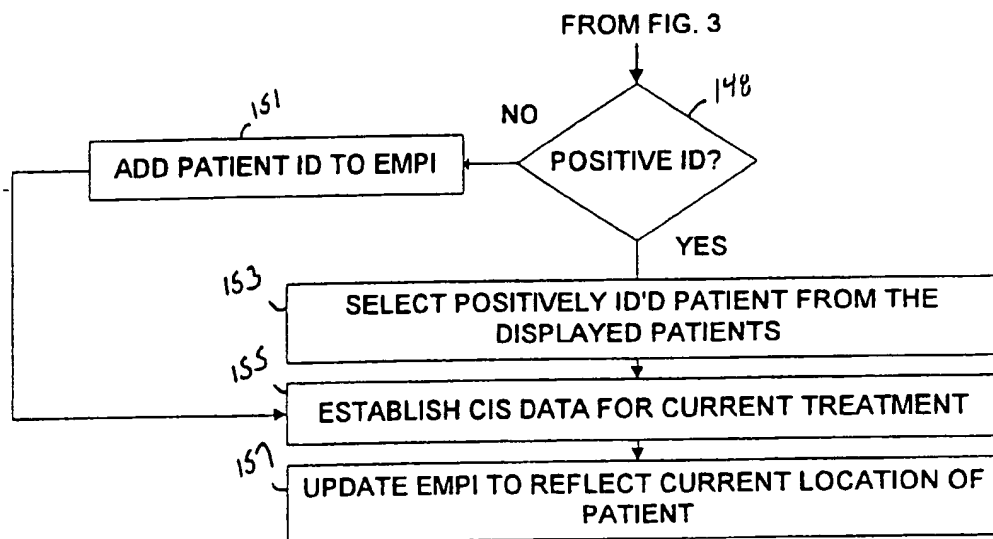 FROM FIG. 3
148
NO
POSITIVE ID?
151
ADD PATIENT ID TO EMPI
YES
153
SELECT POSITIVELY ID'D PATIENT FROM THE
DISPLAYED PATIENTS
155
ESTABLISH CIS DATA FOR CURRENT TREATMENT
157
UPDATE EMPI TO REFLECT CURRENT LOCATION OF
PATIENT